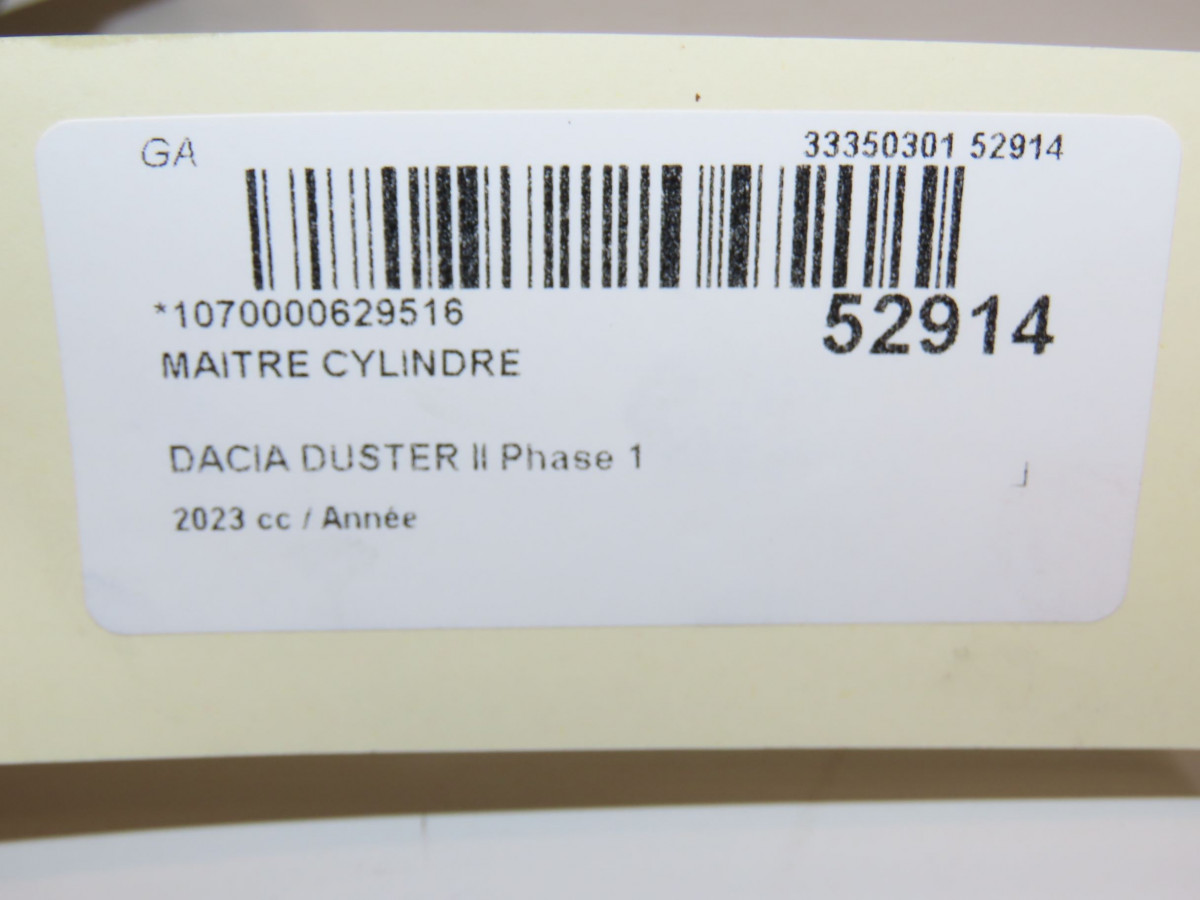 GA
33350301 52914
*1070000629516
52914
MAITRE CYLINDRE
DACIA DUSTER II Phase 1
2023 cc / Année